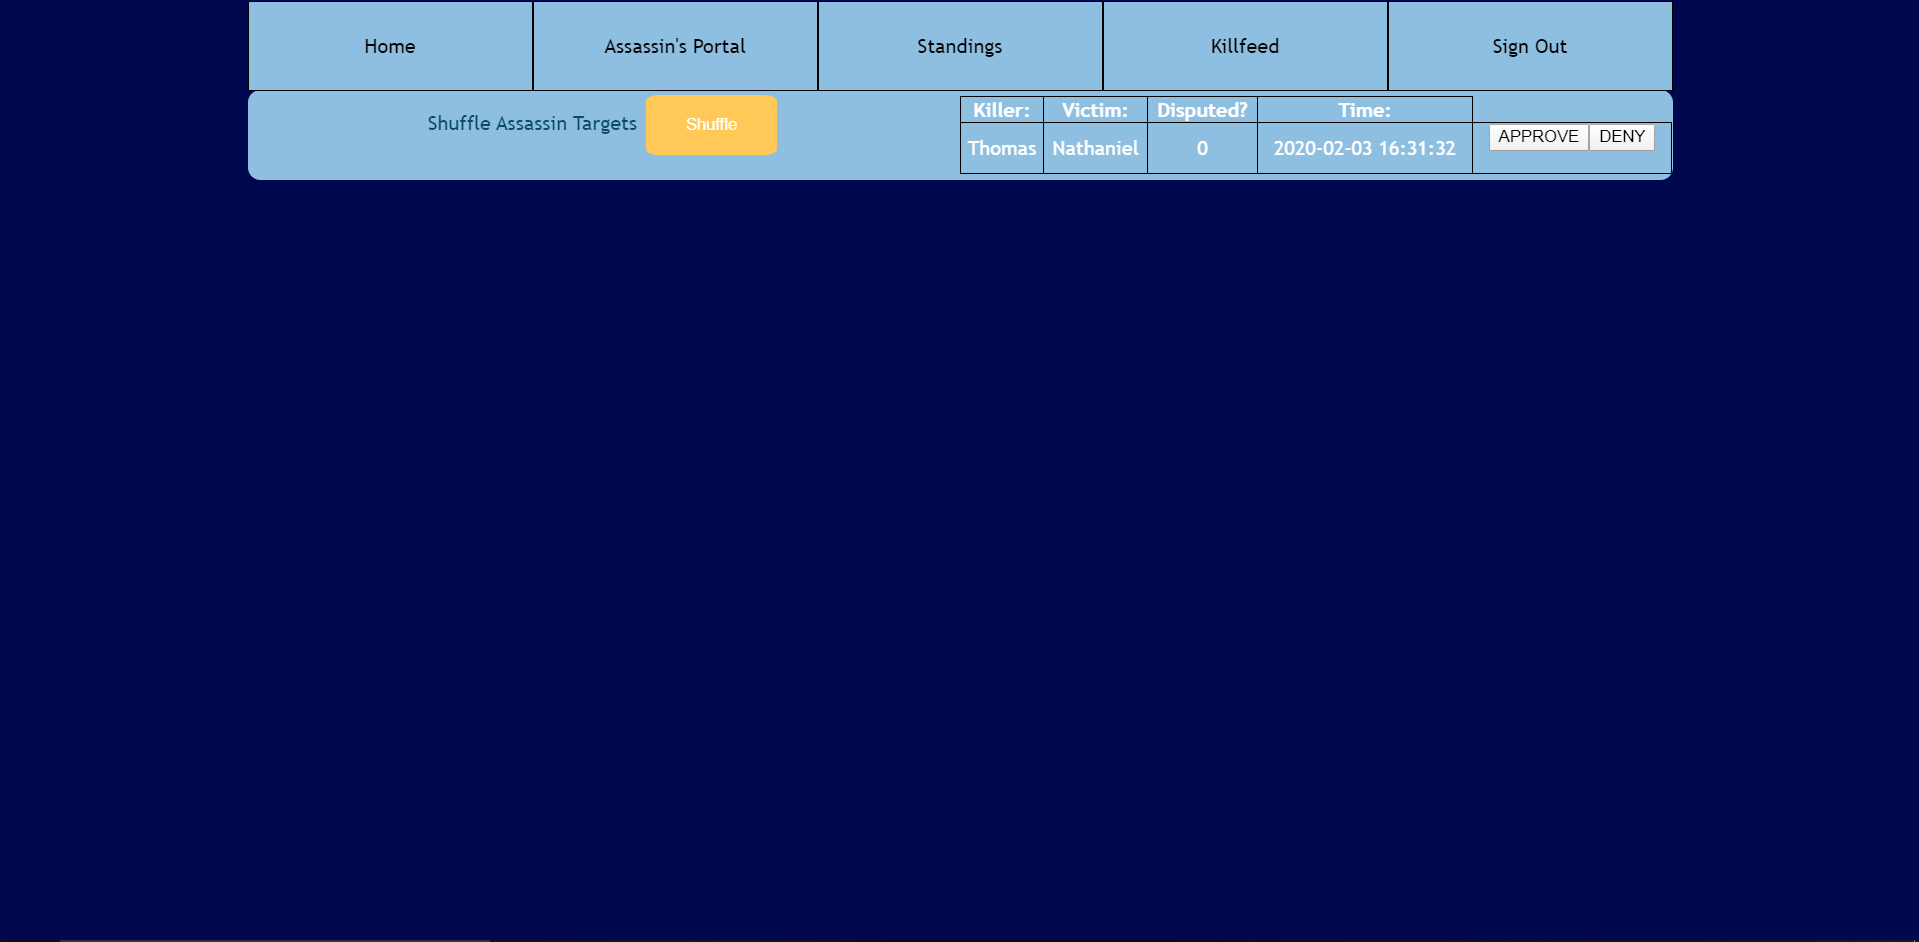 Home Assassin's Portal Standings Killfeed Sign Out
Shuffle Assassin Targets Shuffle
Killer: Victim: Disputed? Time:
Thomas Nathaniel 0 2020-02-03 16:31:32 APPROVE DENY